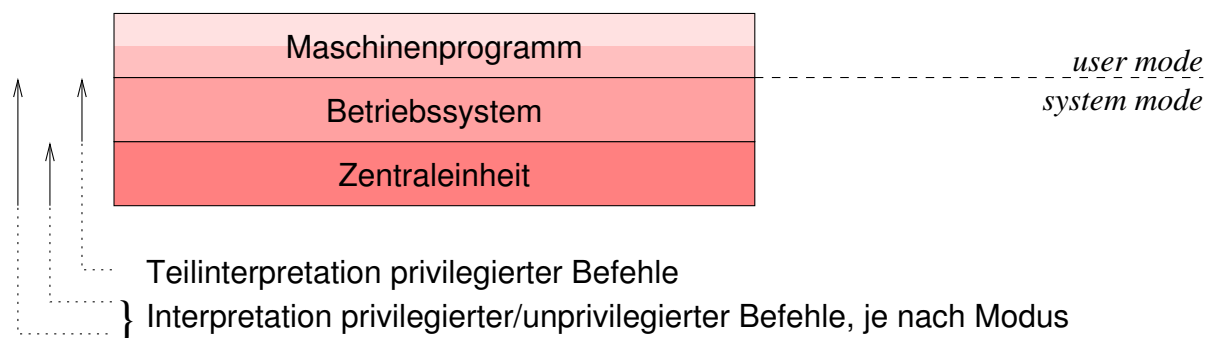 Maschinenprogramm
user mode
system mode
Betriebssystem
Zentraleinheit
Teilinterpretation privilegierter Befehle
} Interpretation privilegierter/unprivilegierter Befehle, je nach Modus